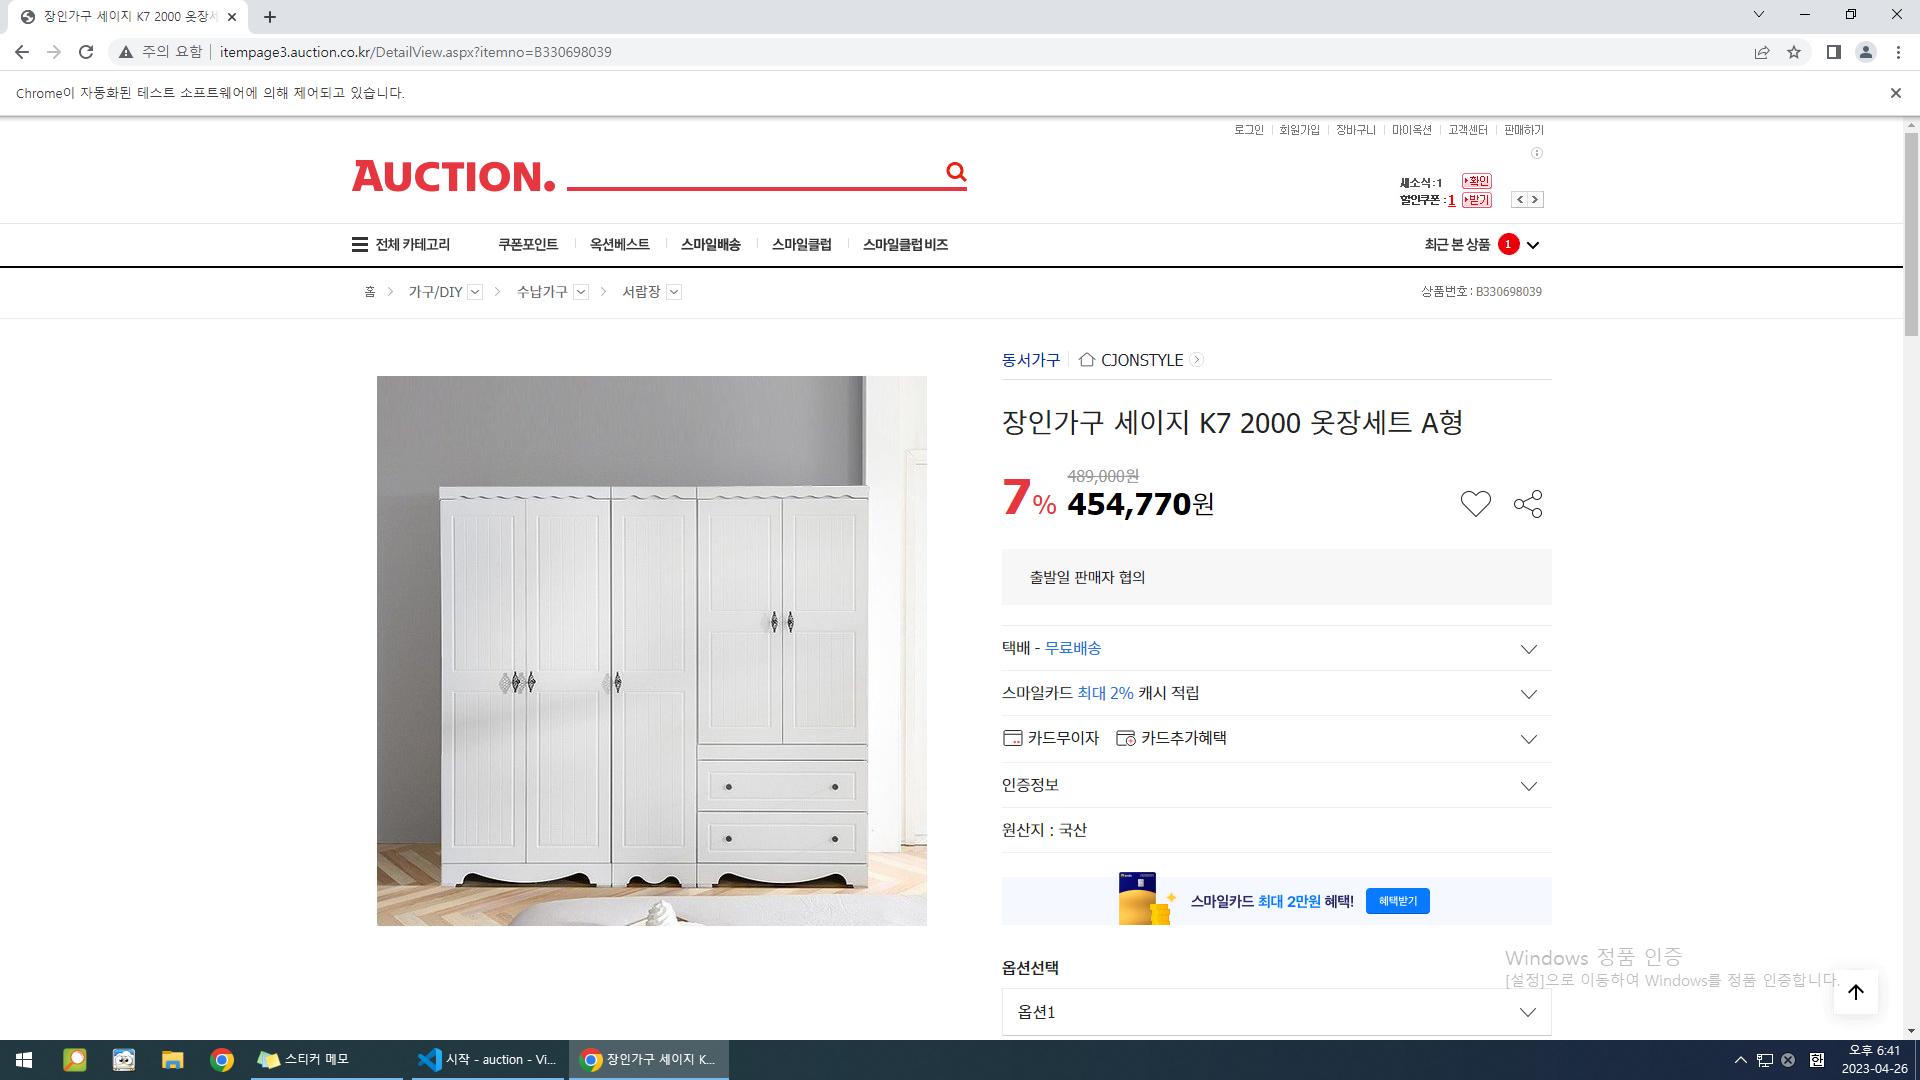 장인가구 세이지 K7 2000 옷장세
주의 요함
itempage3.auction.co.kr/DetailView.aspx?itemno=B330698039
Chrome이 자동화된 테스트 소프트웨어에 의해 제어되고 있습니다.
로그인 회원가입 장바구니 마이옥션 고객센터 판매하기
AUCTION.
새소식:1 확인
할인쿠폰:1 받기
전체 카테고리 쿠폰포인트 옥션베스트 스마일배송 스마일클럽 스마일클럽 비즈 최근 본 상품 1
홈 > 가구/DIY > 수납가구 > 서랍장 상품번호 : B330698039
동서가구 CJONSTYLE
장인가구 세이지 K7 2000 옷장세트 A형
489,000원
7% 454,770원
출발일 판매자 협의
택배 - 무료배송
스마일카드 최대 2% 캐시 적립
카드무이자 카드추가혜택
인증정보
원산지 : 국산
스마일카드 최대 2만원 혜택! 혜택받기
Windows 정품 인증
옵션선택
[설정]으로 이동하여 Windows를 정품 인증합니다.
옵션1
스티커 메모
시작 - auction - Vi...
장인가구 세이지 K...
한
오후 6:41
2023-04-26